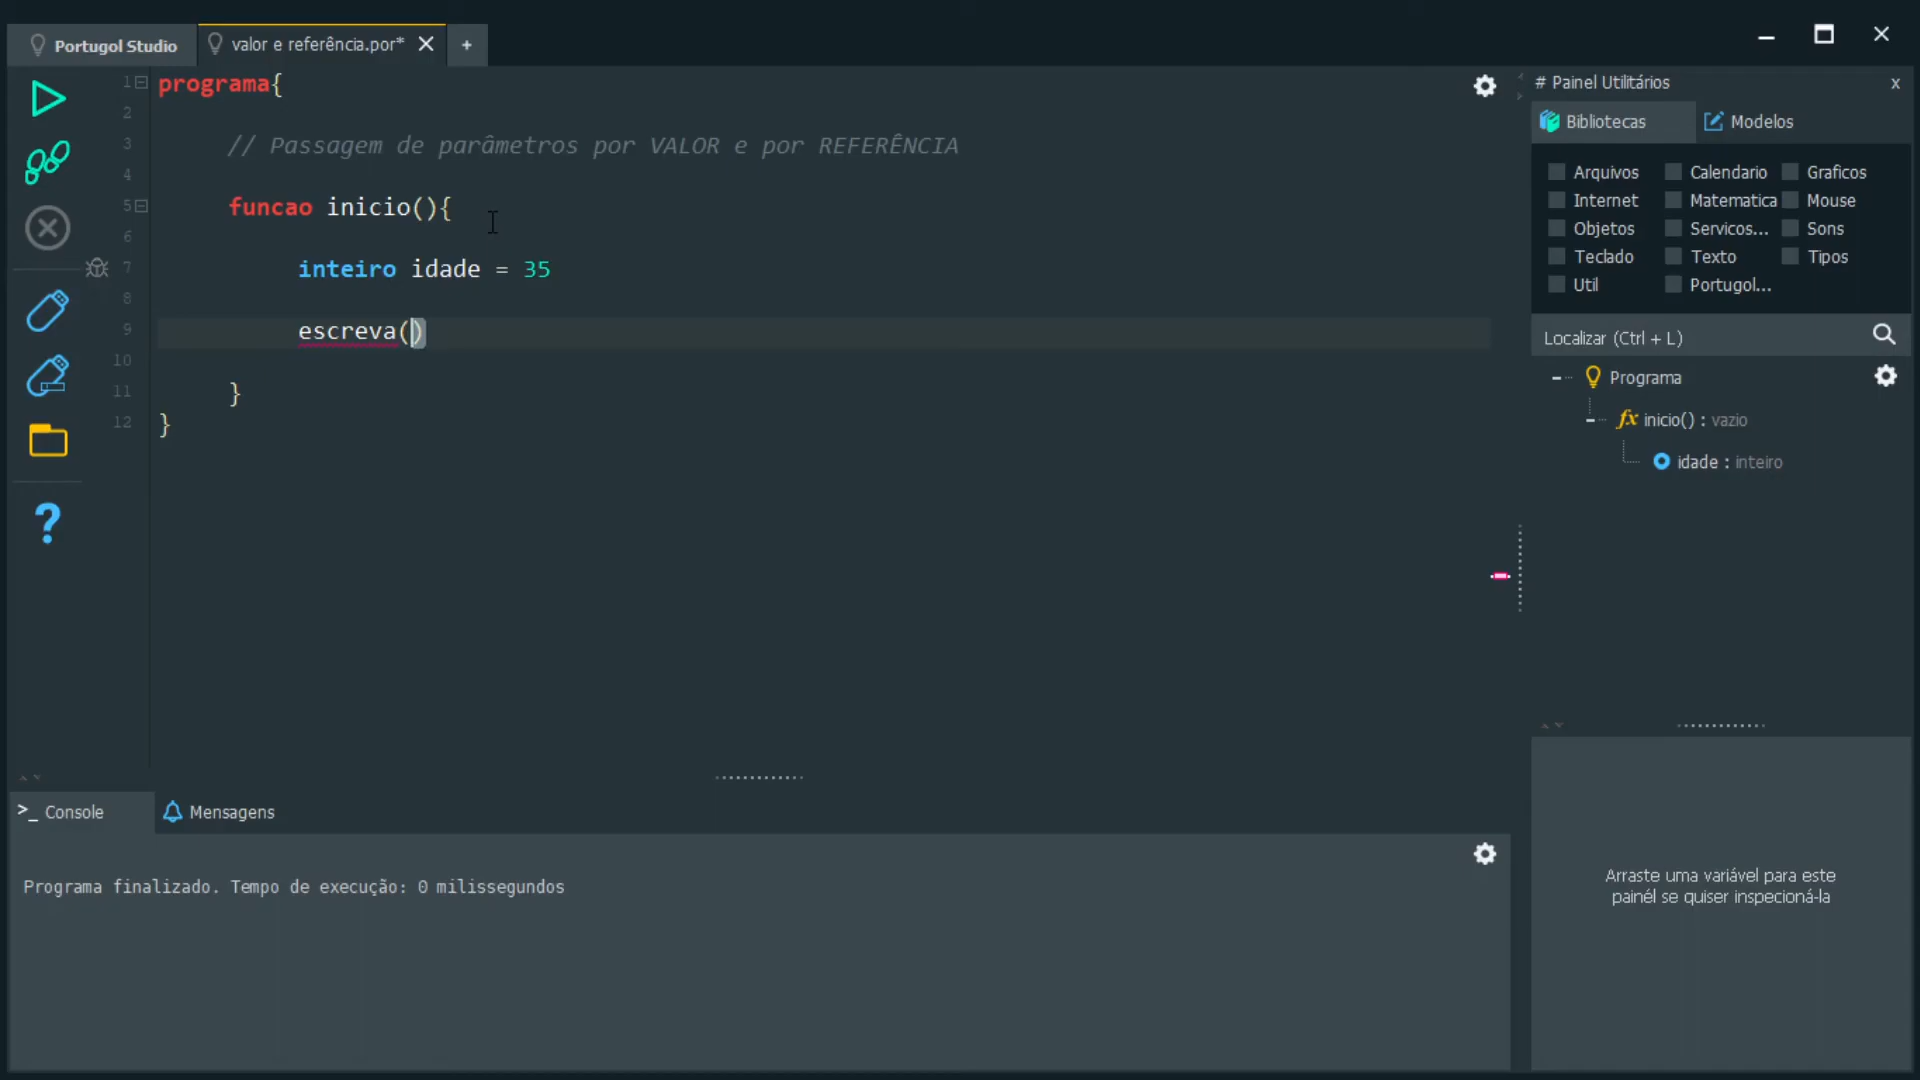 Portugol Studio
valor e referência.por*
+
1 programa{
2
3 // Passagem de parâmetros por VALOR e por REFERÊNCIA
4
5 funcao inicio(){
6
7 inteiro idade = 35
8
9 escreva()
10
11 }
12 }
# Painel Utilitários x
Bibliotecas Modelos
Arquivos Calendario Graficos
Internet Matematica Mouse
Objetos Servicos... Sons
Teclado Texto Tipos
Util Portugol...
Localizar (Ctrl + L)
Programa
fx inicio() : vazio
idade : inteiro
Arraste uma variável para este
painél se quiser inspecioná-la
>_ Console Mensagens
Programa finalizado. Tempo de execução: 0 milissegundos
?